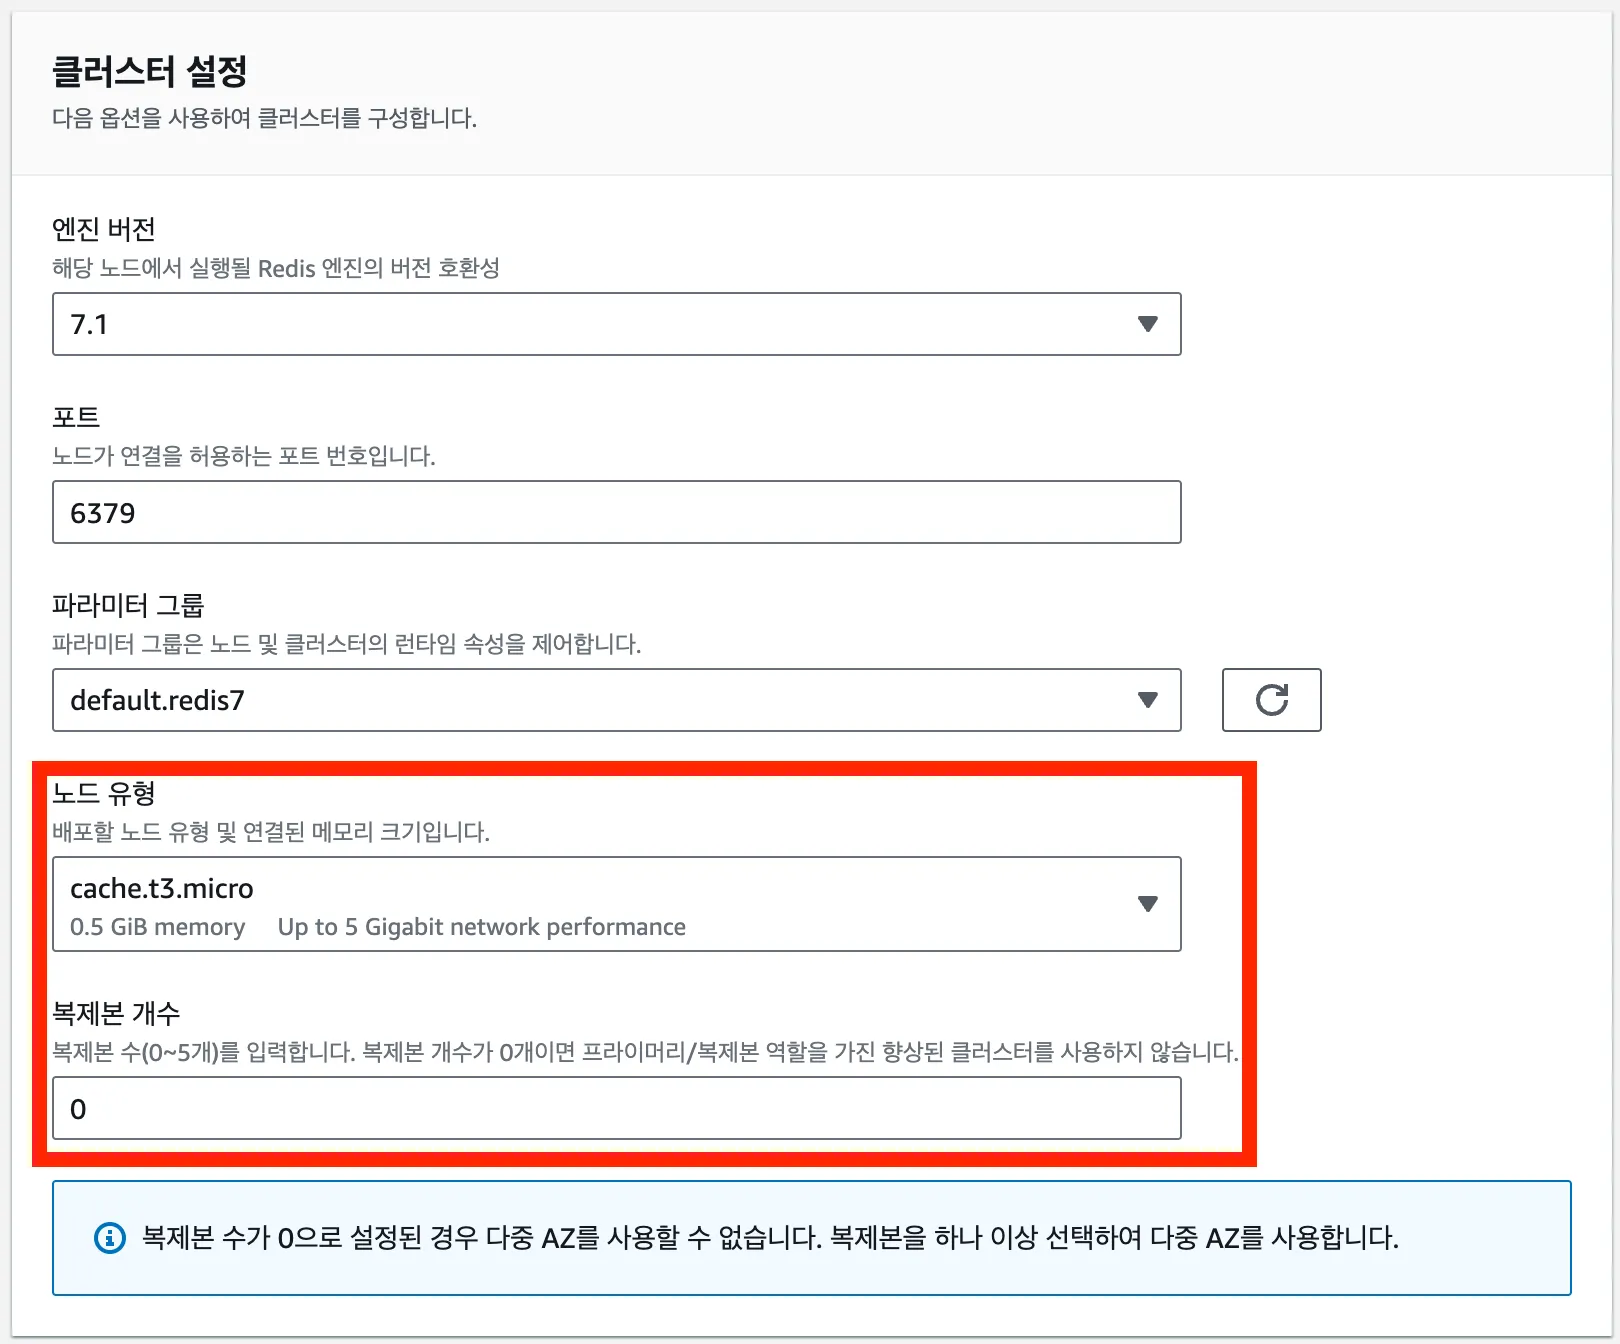 클러스터 설정
다음 옵션을 사용하여 클러스터를 구성합니다.
엔진 버전
해당 노드에서 실행될 Redis 엔진의 버전 호환성
7.1
포트
노드가 연결을 허용하는 포트 번호입니다.
6379
파라미터 그룹
파라미터 그룹은 노드 및 클러스터의 런타임 속성을 제어합니다.
default.redis7
노드 유형
배포할 노드 유형 및 연결된 메모리 크기입니다.
cache.t3.micro
0.5 GiB memory Up to 5 Gigabit network performance
복제본 개수
복제본 수(0~5개)를 입력합니다. 복제본 개수가 0개이면 프라이머리/복제본 역할을 가진 향상된 클러스터를 사용하지 않습니다.
0
복제본 수가 0으로 설정된 경우 다중 AZ를 사용할 수 없습니다. 복제본을 하나 이상 선택하여 다중 AZ를 사용합니다.